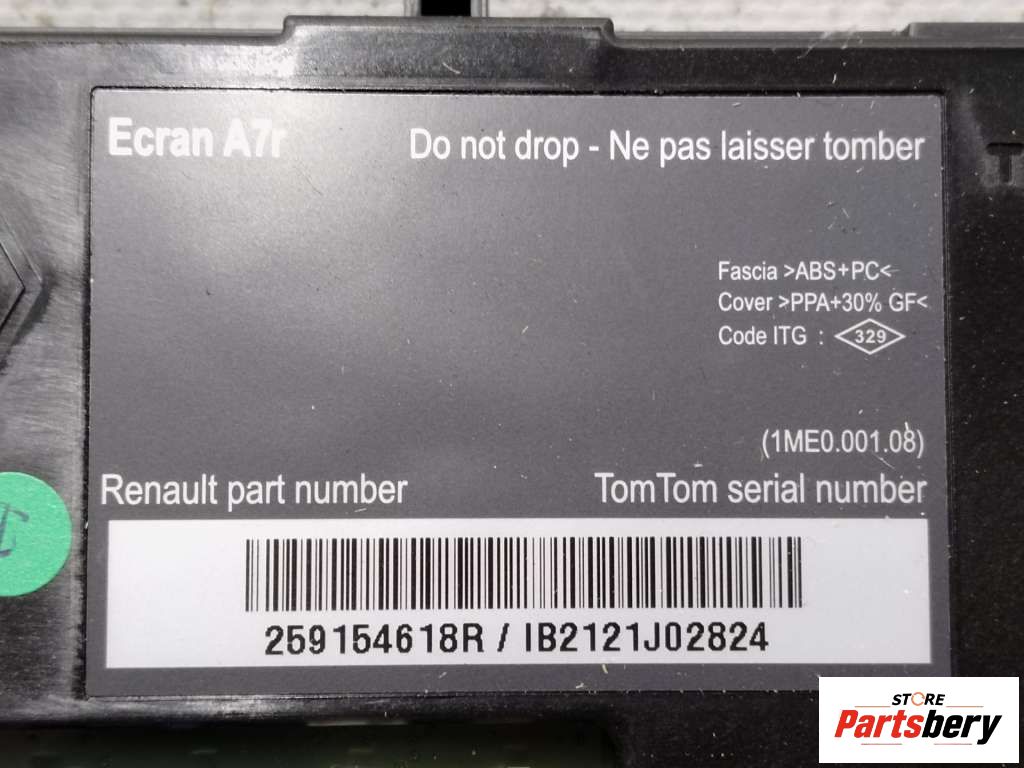 Ecran A7r
Do not drop - Ne pas laisser tomber
Fascia >ABS+PC<
Cover >PPA+30% GF<
Code ITG : 329
(1ME0.001.08)
Renault part number
TomTom serial number
259154618R / IB2121J02824
STORE
Partsbery